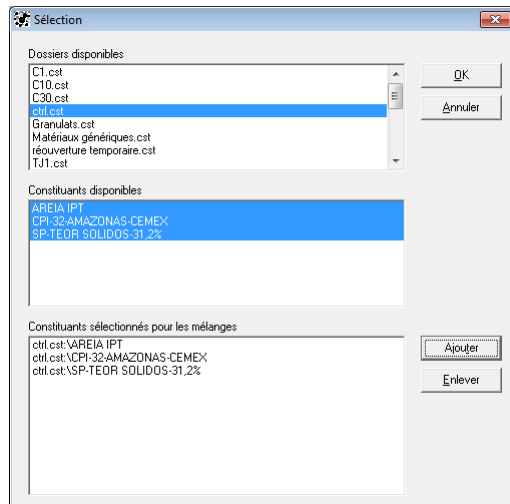 Sélection
Dossiers disponibles
C1.cst
C10.cst
C30.cst
ctrl.cst
Granulats.cst
Matériaux génériques.cst
réouverture temporaire.cst
TJ1.cst
OK
Annuler
Constituants disponibles
AREIA IPT
CPI-32-AMAZONAS-CEMEX
SP-TEOR SOLIDOS-31,2%
Constituants sélectionnés pour les mélanges
ctrl.cst:\AREIA IPT
ctrl.cst:\CPI-32-AMAZONAS-CEMEX
ctrl.cst:\SP-TEOR SOLIDOS-31,2%
Ajouter
Enlever